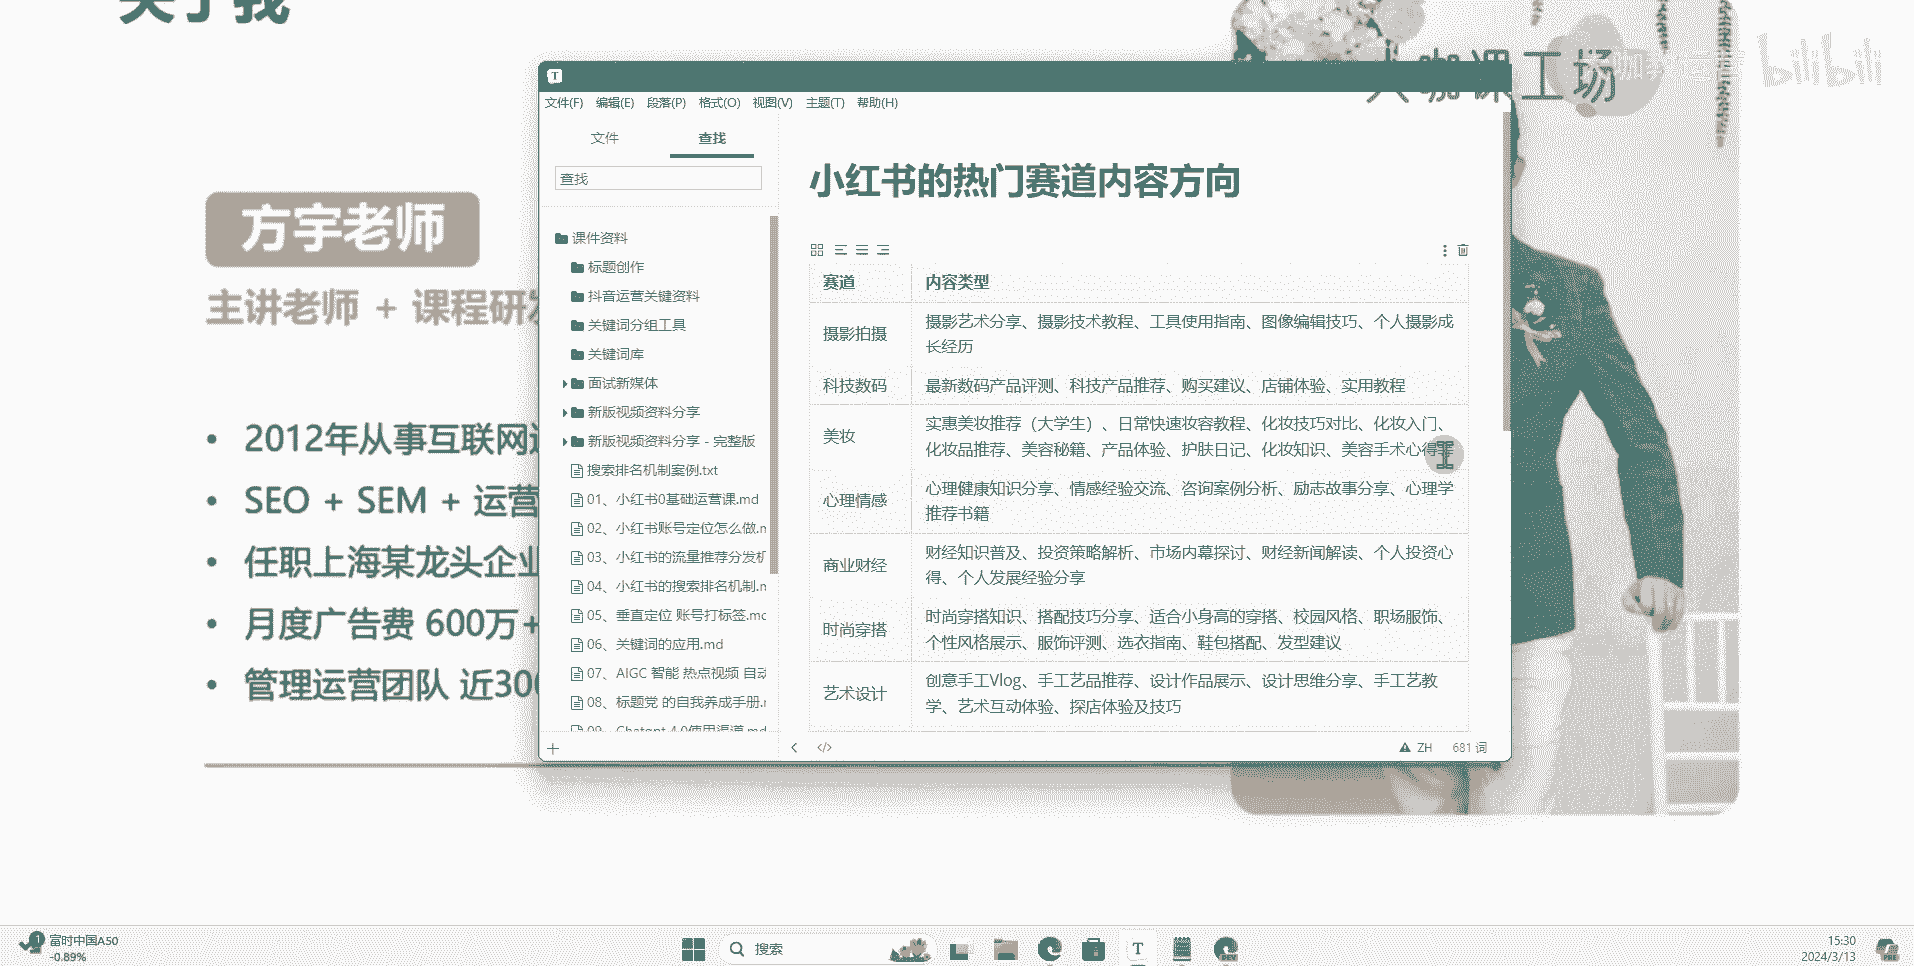 关于我
bilibili
课工场
方宇老师
主讲老师 + 课程研发
2012年从事互联网
SEO + SEM + 运营
任职上海某龙头企业
月度广告费 600万+
管理运营团队 近30
文件(F) 编辑(E) 段落(P) 格式(O) 视图(V) 主题(T) 帮助(H)
文件 查找
查找
课件资料
标题创作
抖音运营关键资料
关键词分组工具
关键词库
面试新媒体
新版视频资料分享
新版视频资料分享 - 完整版
搜索排名机制案例.txt
01、小红书0基础运营课.md
02、小红书账号定位怎么做.m
03、小红书的流量推荐分发机
04、小红书的搜索排名机制.m
05、垂直定位 账号打标签.mc
06、关键词的应用.md
07、AIGC 智能 热点视频 自动
08、标题党 的自我养成手册.r
09、Chatgpt 4.0使用渠道.md
小红书的热门赛道内容方向
赛道 内容类型
摄影拍摄 摄影艺术分享、摄影技术教程、工具使用指南、图像编辑技巧、个人摄影成
长经历
科技数码 最新数码产品评测、科技产品推荐、购买建议、店铺体验、实用教程
美妆 实惠美妆推荐（大学生）、日常快速妆容教程、化妆技巧对比、化妆入门、
化妆品推荐、美容秘籍、产品体验、护肤日记、化妆知识、美容手术心得等
心理情感 心理健康知识分享、情感经验交流、咨询案例分析、励志故事分享、心理学
推荐书籍
商业财经 财经知识普及、投资策略解析、市场内幕探讨、财经新闻解读、个人投资心
得、个人发展经验分享
时尚穿搭 时尚穿搭知识、搭配技巧分享、适合小身高的穿搭、校园风格、职场服饰、
个性风格展示、服饰评测、选衣指南、鞋包搭配、发型建议
艺术设计 创意手工Vlog、手工艺品推荐、设计作品展示、设计思维分享、手工艺教
学、艺术互动体验、探店体验及技巧
ZH 681 词
富时中国A50
-0.89%
搜索
15:30
2024/3/13